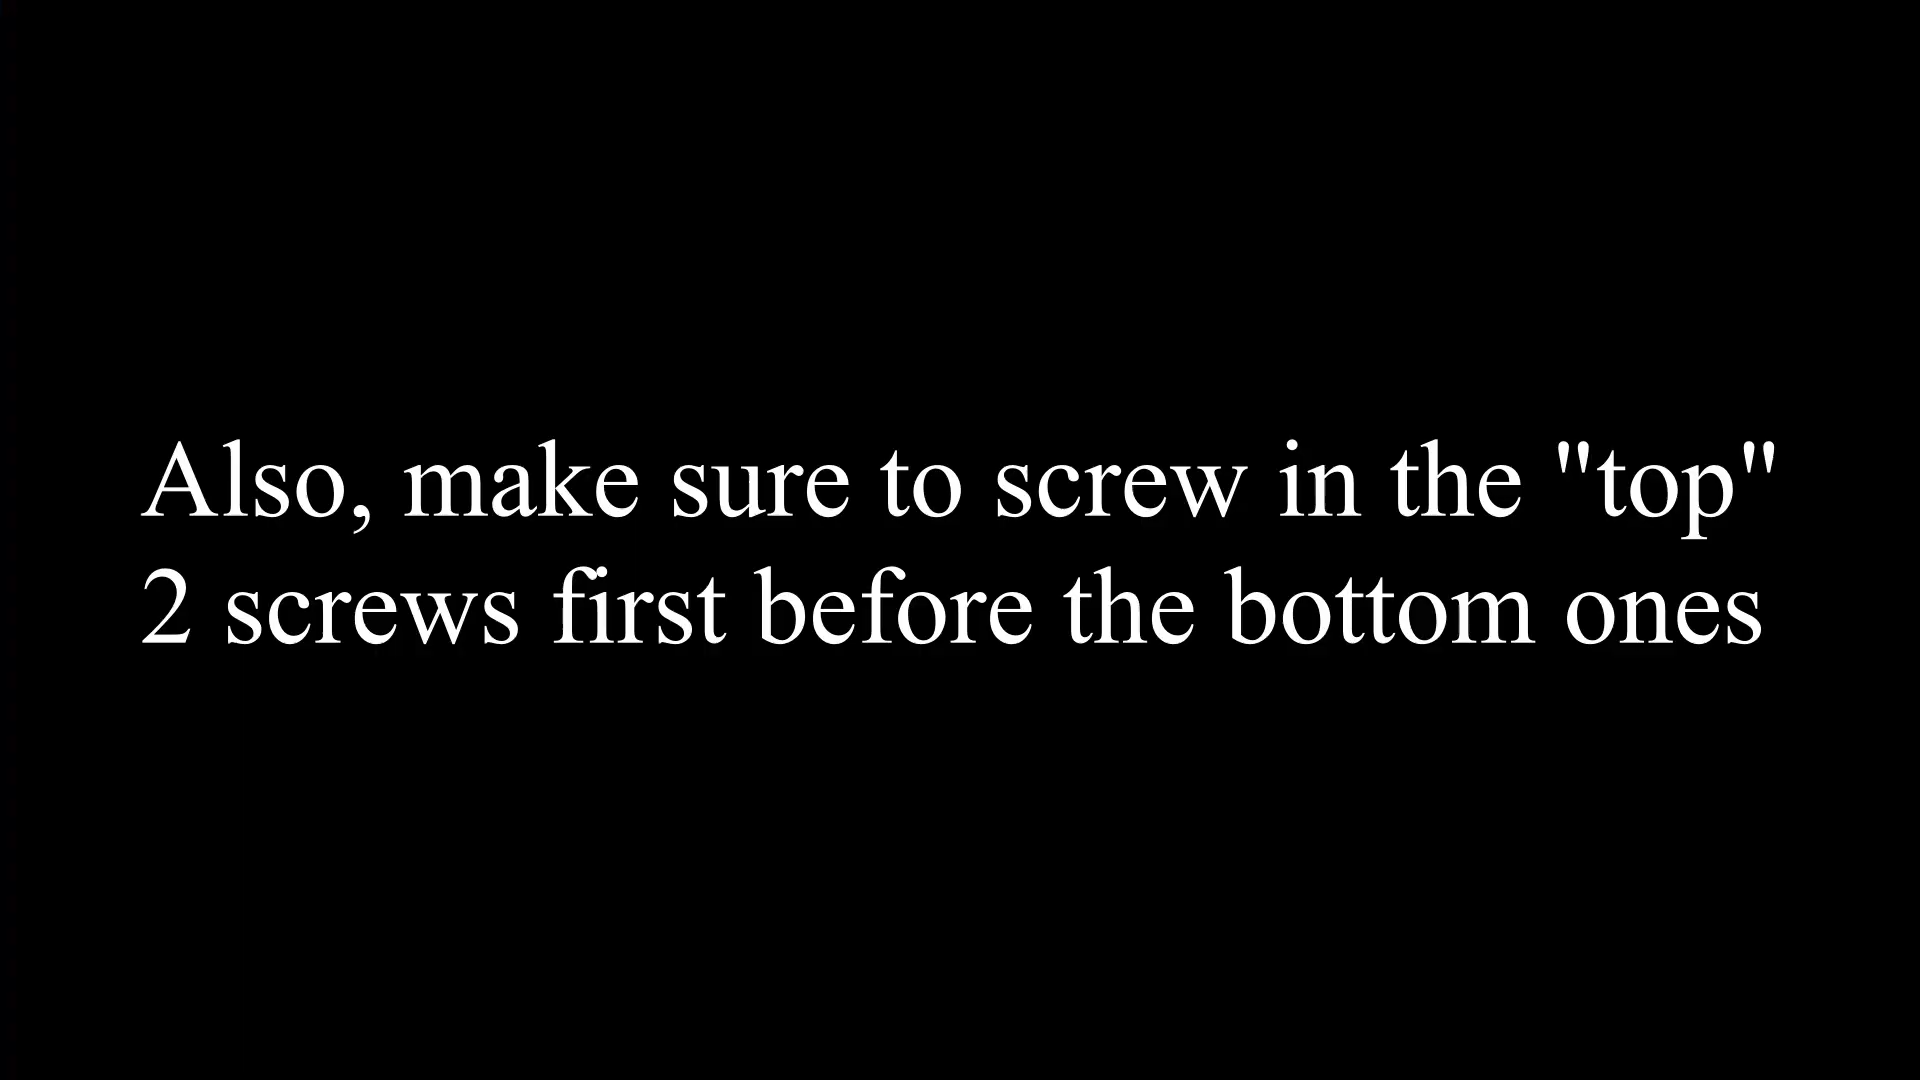 Also, make sure to screw in the "top"
2 screws first before the bottom ones